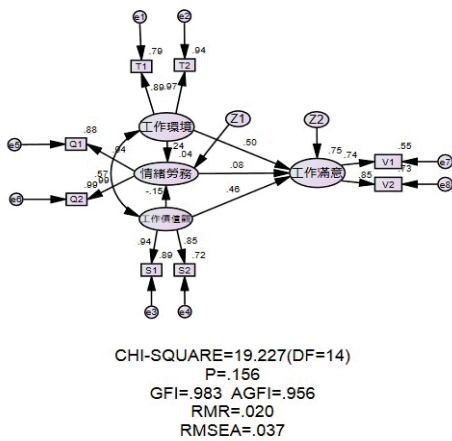 e1 e2
.79 .94
T1 T2
.89 .97
工作環境 Z1 Z2
e5 .88 .94 .24 .50
Q1 .04 .75 .74 .55
.57 情緒勞務 .08 工作滿意 V1 e7
.99 .99 .85 .73
e6 Q2 -.15 .46 V2 e8
工作價值觀
.94 .85
.89 .72
S1 S2
e3 e4
CHI-SQUARE=19.227(DF=14)
P=.156
GFI=.983 AGFI=.956
RMR=.020
RMSEA=.037